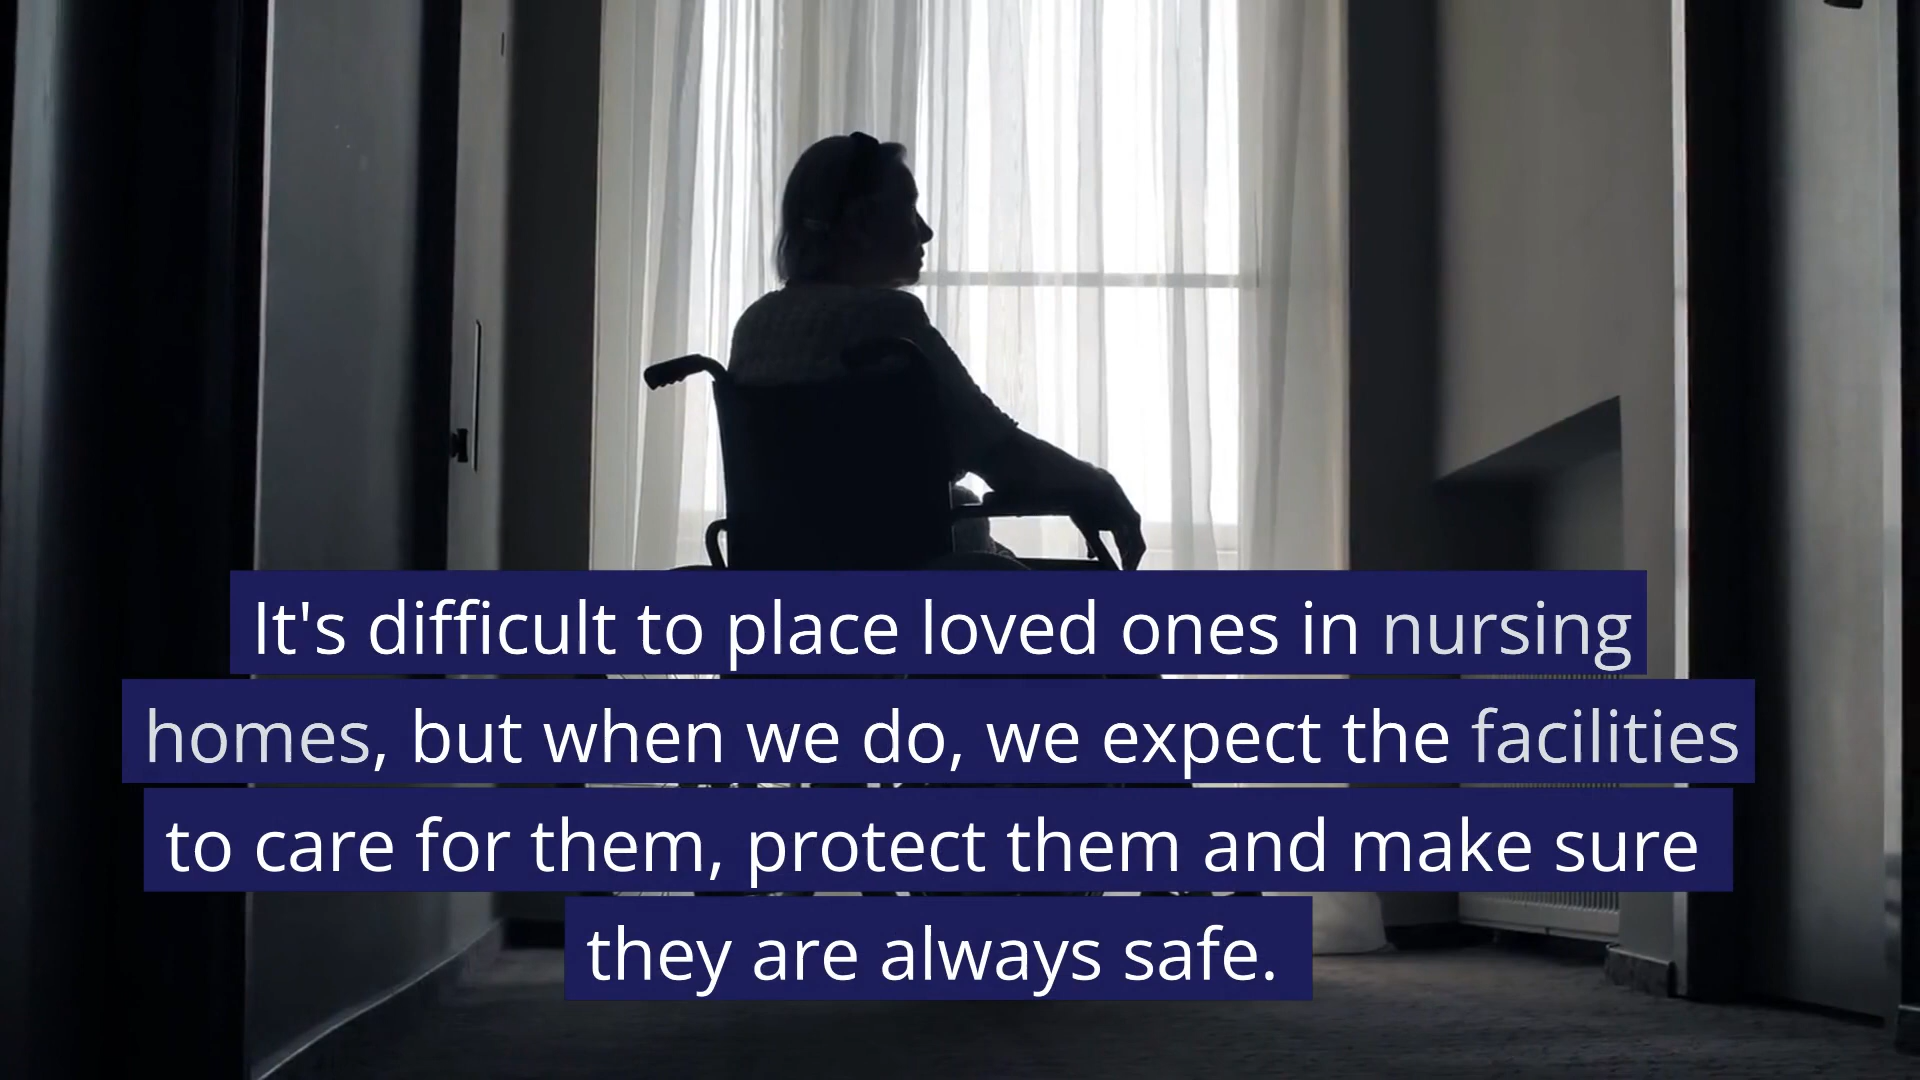 It's difficult to place loved ones in nursing
homes, but when we do, we expect the facilities
to care for them, protect them and make sure
they are always safe.